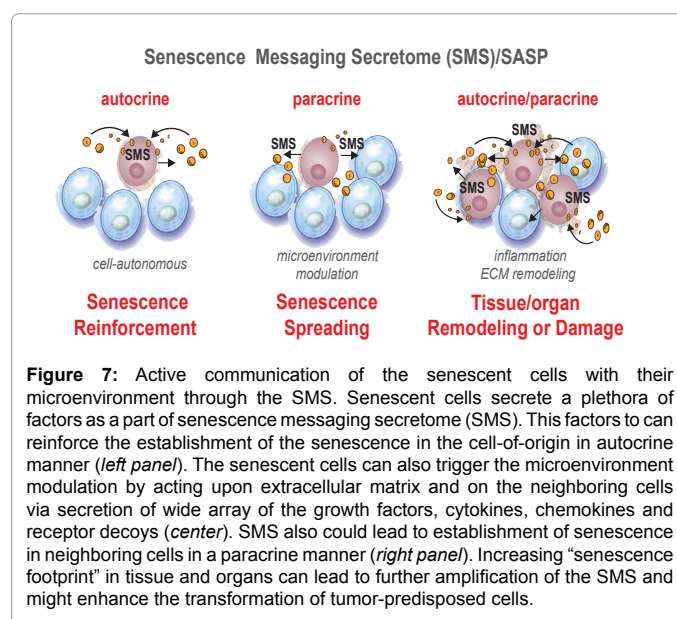 Senescence Messaging Secretome (SMS)/SASP
autocrine
paracrine
autocrine/paracrine
SMS
SMS
SMS
SMS
SMS
SMS
cell-autonomous
microenvironment
modulation
inflammation
ECM remodeling
Senescence
Reinforcement
Senescence
Spreading
Tissue/organ
Remodeling or Damage
Figure 7: Active communication of the senescent cells with their
microenvironment through the SMS. Senescent cells secrete a plethora of
factors as a part of senescence messaging secretome (SMS). This factors to can
reinforce the establishment of the senescence in the cell-of-origin in autocrine
manner (left panel). The senescent cells can also trigger the microenvironment
modulation by acting upon extracellular matrix and on the neighboring cells
via secretion of wide array of the growth factors, cytokines, chemokines and
receptor decoys (center). SMS also could lead to establishment of senescence
in neighboring cells in a paracrine manner (right panel). Increasing “senescence
footprint” in tissue and organs can lead to further amplification of the SMS and
might enhance the transformation of tumor-predisposed cells.